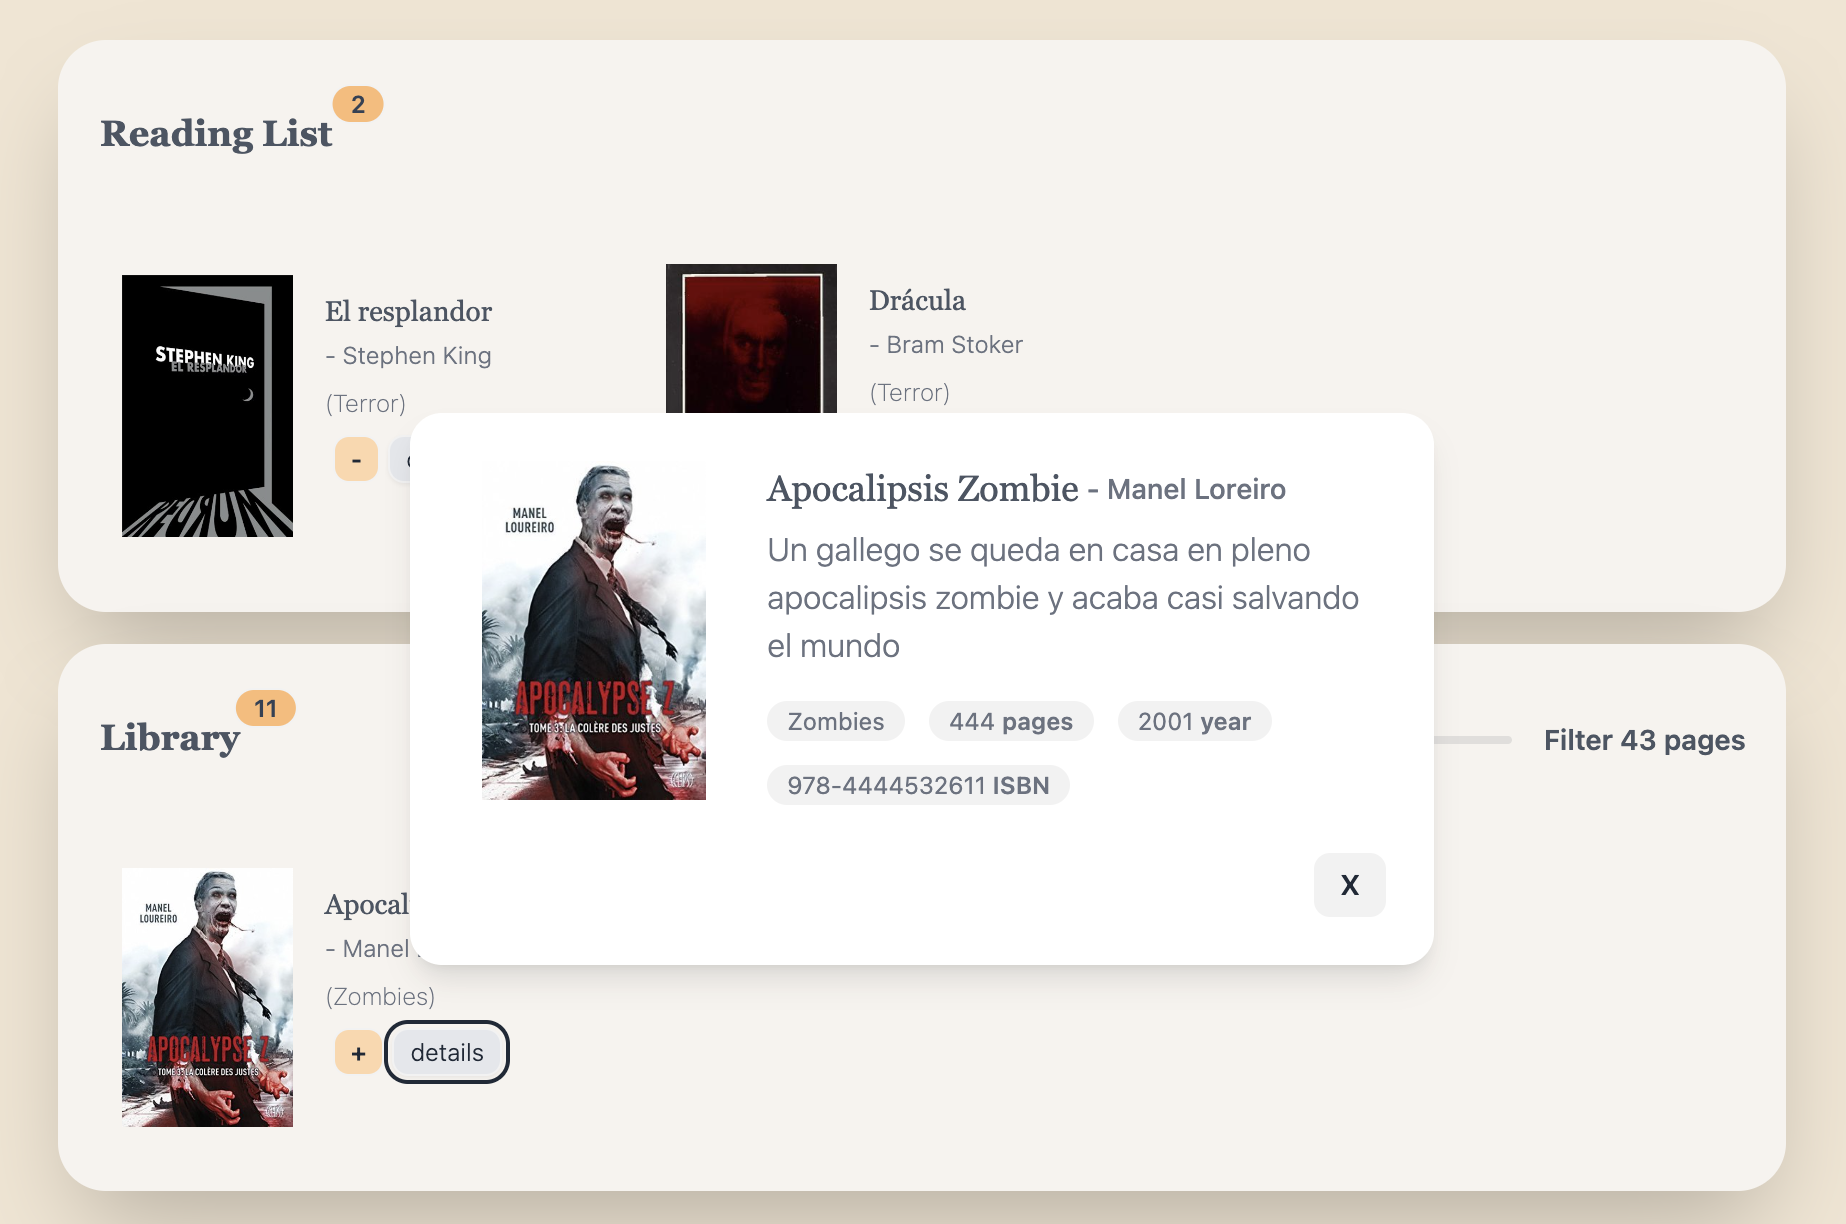 Reading List
2
STEPHEN KING
EL RESPLANDOR
REDRUM
El resplandor
- Stephen King
(Terror)
-
Drácula
- Bram Stoker
(Terror)
MANEL
LOUREIRO
APOCALYPSE Z
TOME 3: LA COLÈRE DES JUSTES
Apocalipsis Zombie - Manel Loreiro
Un gallego se queda en casa en pleno
apocalipsis zombie y acaba casi salvando
el mundo
Zombies
444 pages
2001 year
978-4444532611 ISBN
X
Library
11
Filter 43 pages
MANEL
LOUREIRO
APOCALYPSE Z
TOME 3: LA COLÈRE DES JUSTES
Apocal
- Manel
(Zombies)
+
details